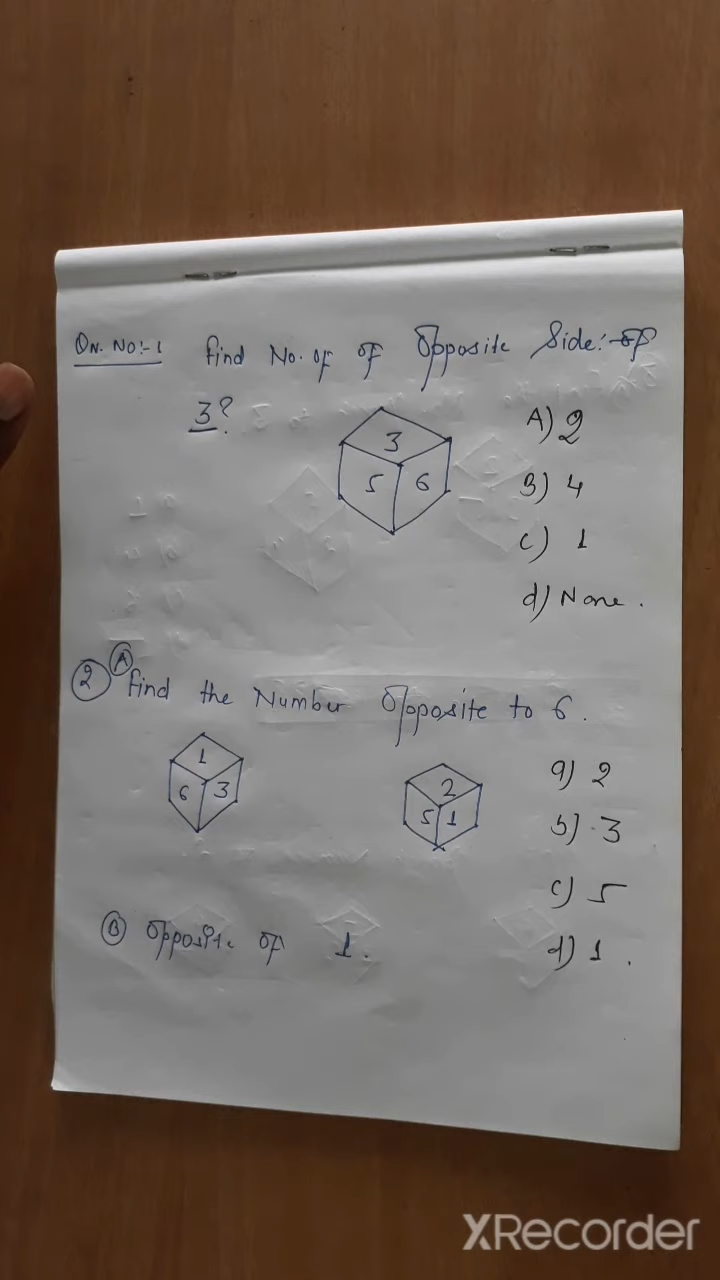 Qn. No:-1 find No. of of opposite Side:-of
3?
3
5 6
A) 2
B) 4
c) 1
d) None.
2 A find the Number Opposite to 6.
1
6 3
2
5 1
a) 2
b) 3
c) 5
d) 1.
B Opposite of 1.
XRecorder